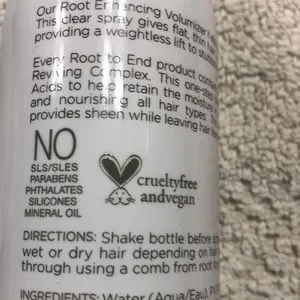 Our Root Enhancing Volumizer
This clear spray gives flat, thin
providing a weightless lift to
Every Root to End product
Reviving Complex. This one-step
Acids to help retain the moisture
and nourishing all hair types
provides sheen while leaving hair
NO
SLS/SLES
PARABENS
PHTHALATES
SILICONES
MINERAL OIL
crueltyfree
andvegan
DIRECTIONS: Shake bottle before
wet or dry hair depending on
through using a comb from root
INGREDIENTS: Water (Aqua/Eau),